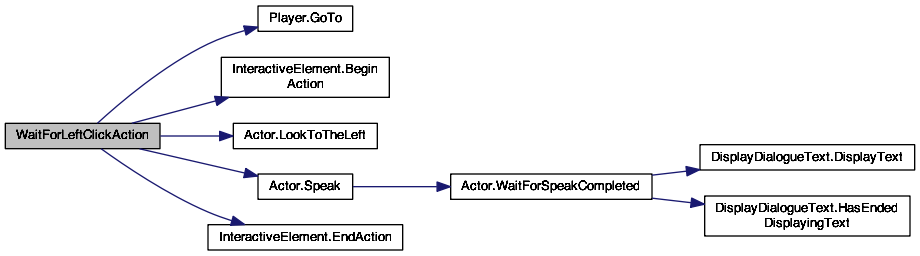 Player.GoTo
InteractiveElement.Begin
Action
WaitForLeftClickAction
Actor.LookToTheLeft
DisplayDialogueText.DisplayText
Actor.Speak
Actor.WaitForSpeakCompleted
DisplayDialogueText.HasEnded
DisplayingText
InteractiveElement.EndAction